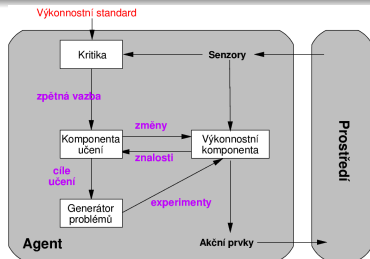 Výkonnostní standard
Kritika
Senzory
zpětná vazba
změny
Komponenta
učení
Výkonnostní
komponenta
znalosti
cíle
učení
experimenty
Generátor
problémů
Agent
Akční prvky
Prostředí